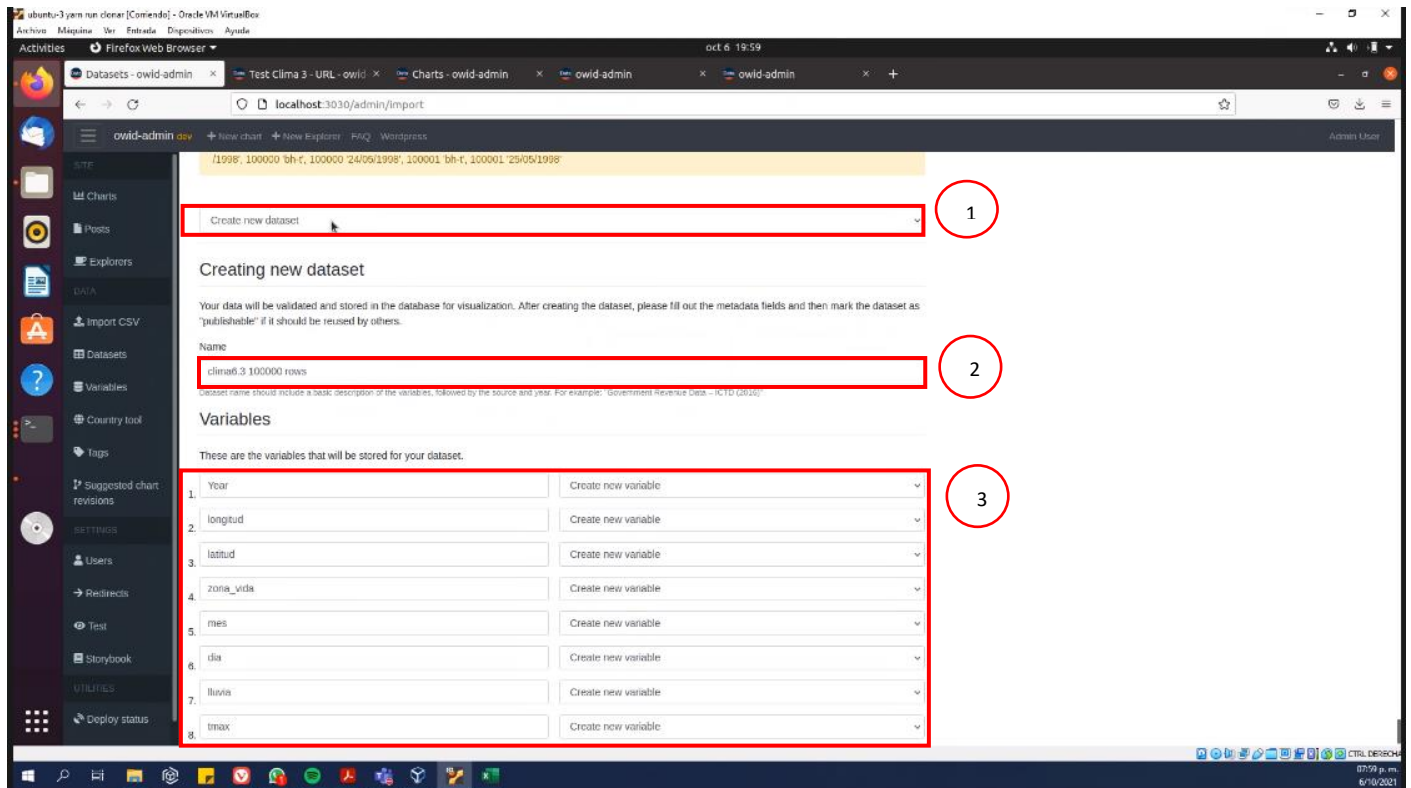 ubuntu-3 yarn run clonar [Corriendo] - Oracle VM VirtualBox
Archivo Máquina Ver Entrada Dispositivos Ayuda
Activities Firefox Web Browser oct 6 19:59
Datasets - owid-admin Test Clima 3 - URL - owid Charts - owid-admin owid-admin owid-admin
localhost:3030/admin/import
owid-admin dev New chart New Explorer FAQ Wordpress Admin User
SITE
Charts
Posts
Explorers
DATA
Import CSV
Datasets
Variables
Country tool
Tags
Suggested chart
revisions
SETTINGS
Users
Redirects
Test
Storybook
UTILITIES
Deploy status
/1998', 100000 'bh-t', 100000 '24/05/1998', 100001 'bh-t', 100001 '25/05/1998'
Create new dataset
1
Creating new dataset
Your data will be validated and stored in the database for visualization. After creating the dataset, please fill out the metadata fields and then mark the dataset as
"publishable" if it should be reused by others.
Name
clima6.3 100000 rows
2
Dataset name should include a basic description of the variables, followed by the source and year. For example: "Government Revenue Data – ICTD (2016)"
Variables
These are the variables that will be stored for your dataset.
3
1. Year Create new variable
2. longitud Create new variable
3. latitud Create new variable
4. zona_vida Create new variable
5. mes Create new variable
6. dia Create new variable
7. lluvia Create new variable
8. tmax Create new variable
CTRL DERECHA
07:59 p. m.
6/10/2021